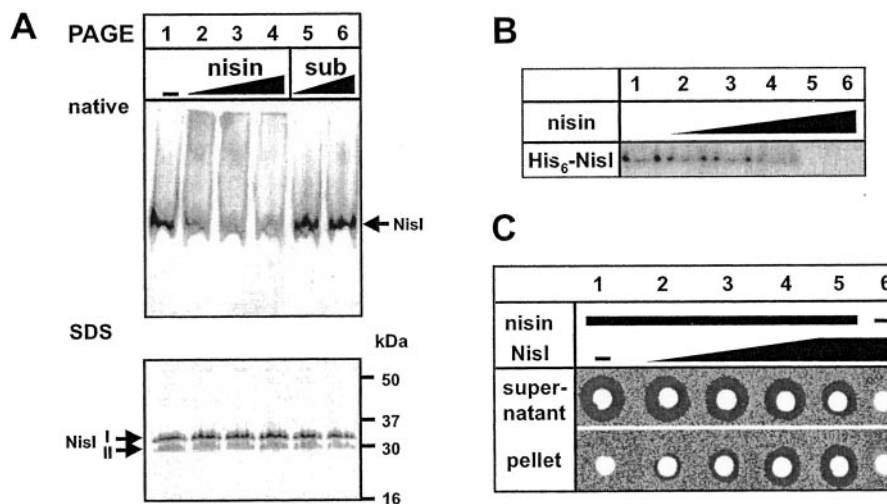 A
PAGE 1 2 3 4 5 6
– nisin sub
native
NisI
SDS
kDa
50
37
NisI I
II
30
16
B
1 2 3 4 5 6
nisin
His6-NisI
C
1 2 3 4 5 6
nisin –
NisI –
super-
natant
pellet